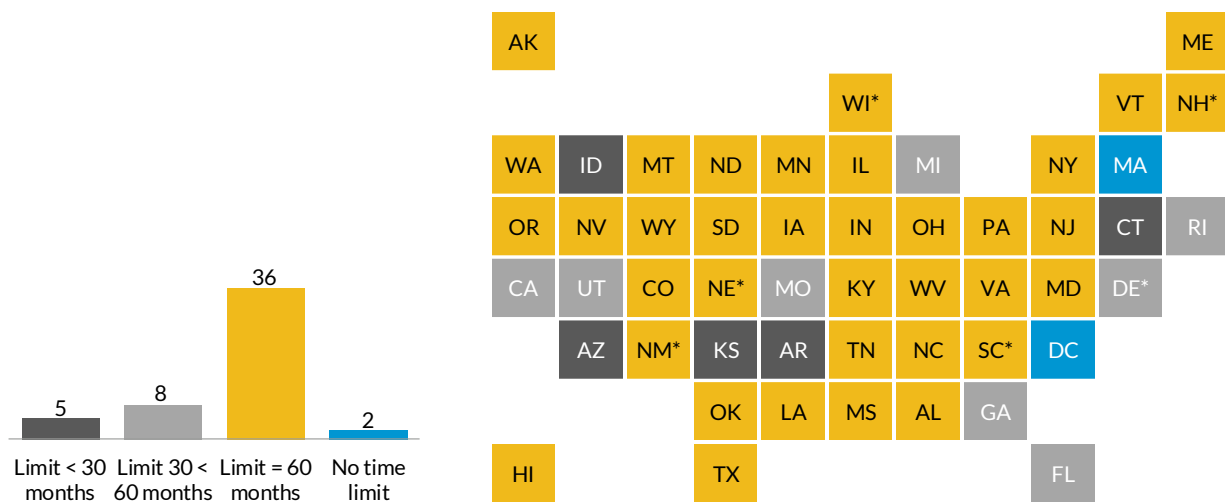 AK ME
WI* VT NH*
WA ID MT ND MN IL MI NY MA
OR NV WY SD IA IN OH PA NJ CT RI
CA UT CO NE* MO KY WV VA MD DE*
AZ NM* KS AR TN NC SC* DC
OK LA MS AL GA
HI TX FL
36
8
5
2
Limit < 30 months
Limit 30 < 60 months
Limit = 60 months
No time limit